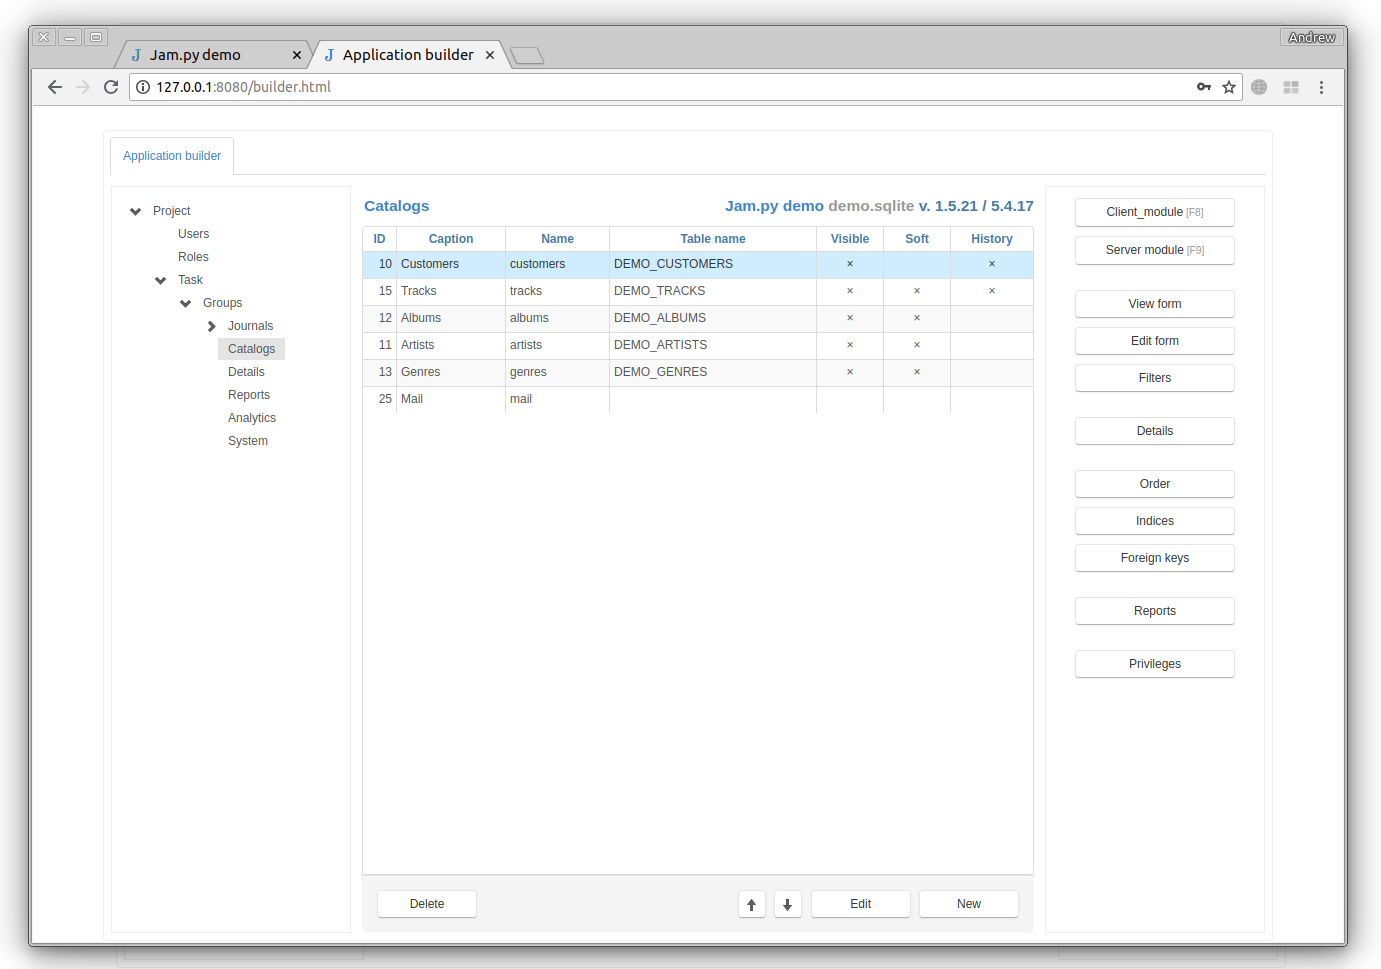 Andrew
Jam.py demo
Application builder
127.0.0.1:8080/builder.html
Application builder
Project
Users
Roles
Task
Groups
Journals
Catalogs
Details
Reports
Analytics
System
Catalogs Jam.py demo demo.sqlite v. 1.5.21 / 5.4.17
ID Caption Name Table name Visible Soft History
10 Customers customers DEMO_CUSTOMERS × ×
15 Tracks tracks DEMO_TRACKS × × ×
12 Albums albums DEMO_ALBUMS × ×
11 Artists artists DEMO_ARTISTS × ×
13 Genres genres DEMO_GENRES × ×
25 Mail mail
Delete Edit New
Client_module [F8]
Server module [F9]
View form
Edit form
Filters
Details
Order
Indices
Foreign keys
Reports
Privileges